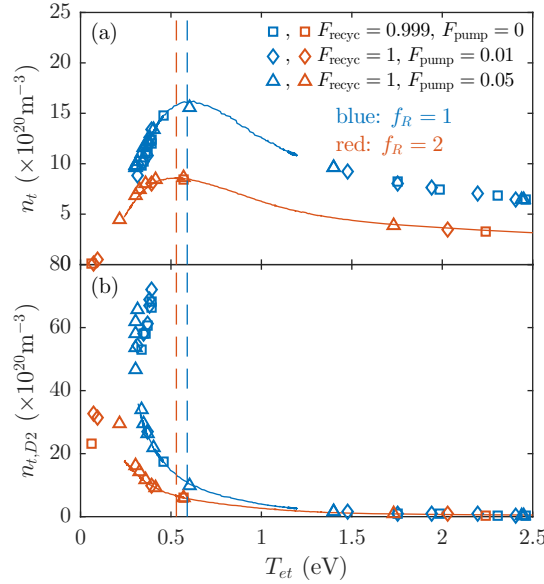 25
20
15
10
5
80
60
40
20
0
(a)
, F_recyc = 0.999, F_pump = 0
, F_recyc = 1, F_pump = 0.01
, F_recyc = 1, F_pump = 0.05
blue: f_R = 1
red: f_R = 2
n_t (×10^20 m^−3)
(b)
n_t,D2 (×10^20 m^−3)
0 0.5 1 1.5 2 2.5
T_et (eV)